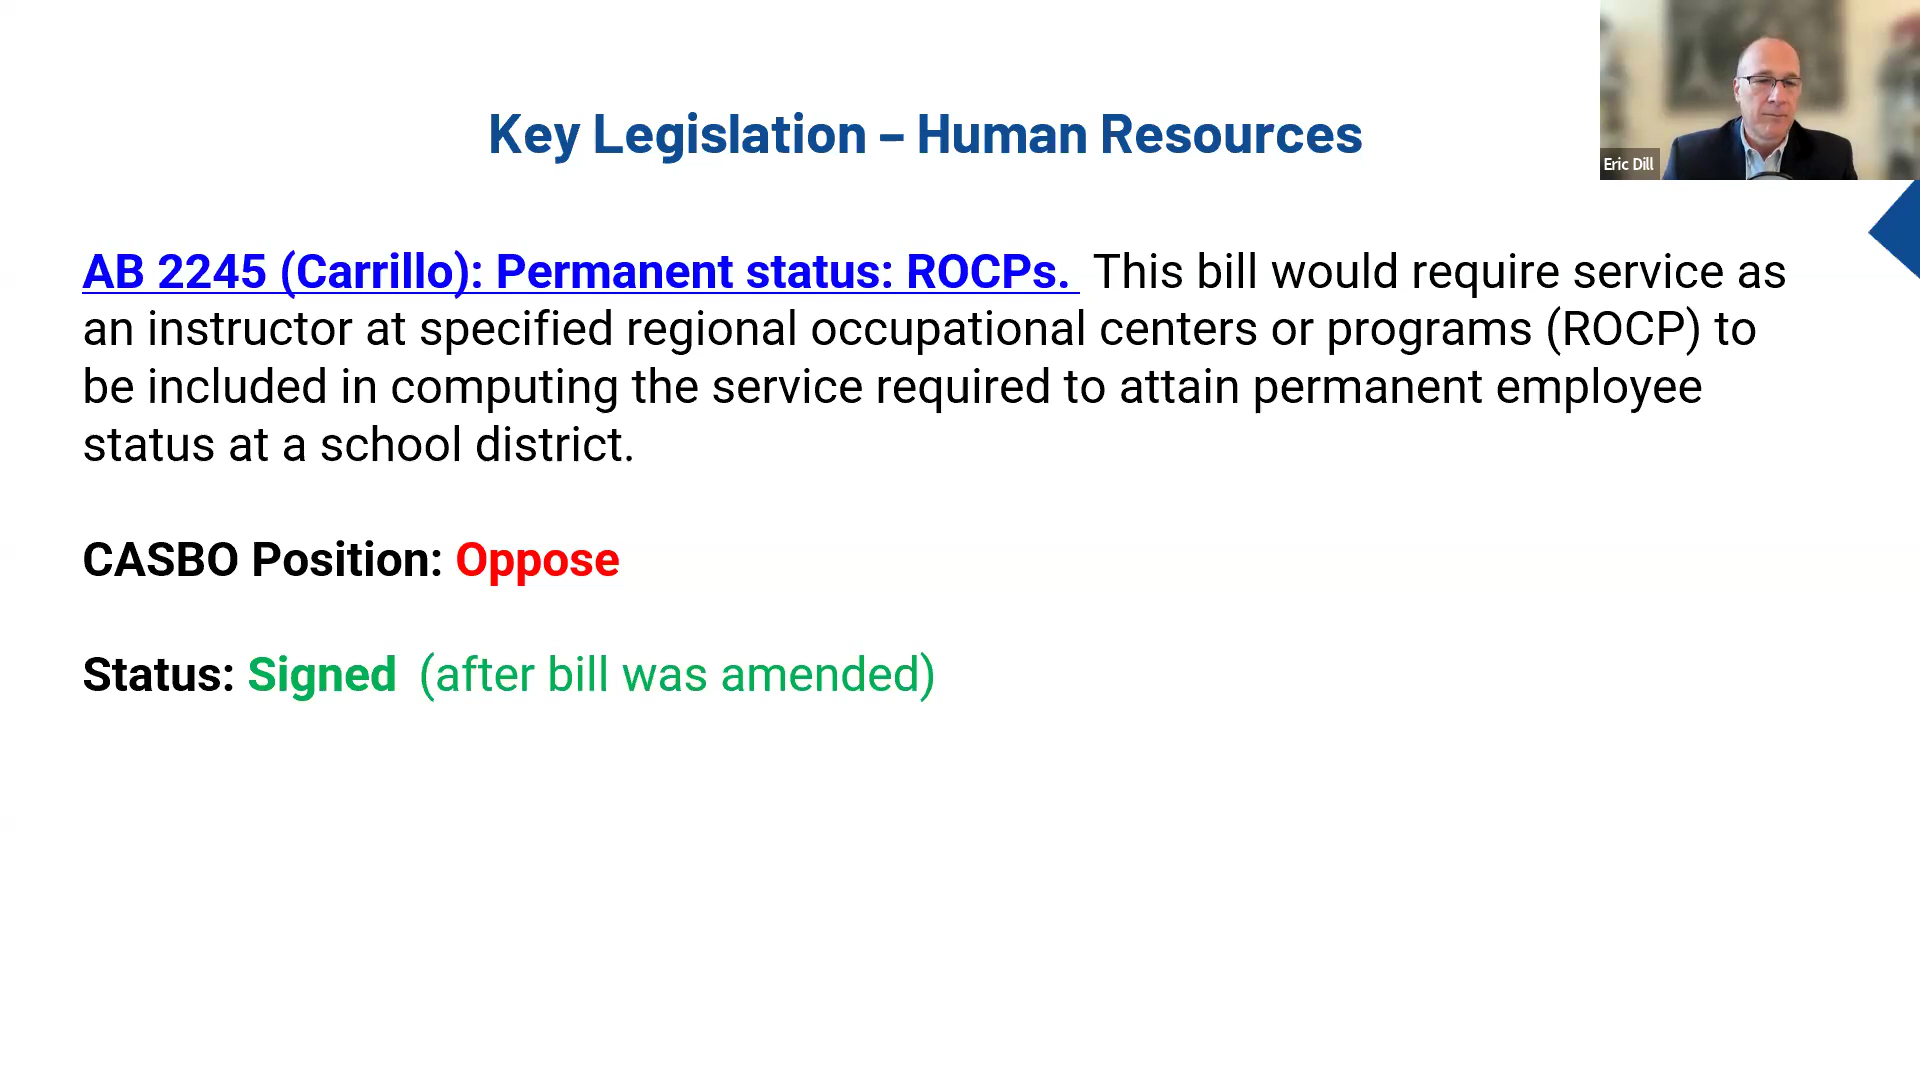 Key Legislation – Human Resources
Eric Dill
AB 2245 (Carrillo): Permanent status: ROCPs. This bill would require service as
an instructor at specified regional occupational centers or programs (ROCP) to
be included in computing the service required to attain permanent employee
status at a school district.
CASBO Position: Oppose
Status: Signed (after bill was amended)